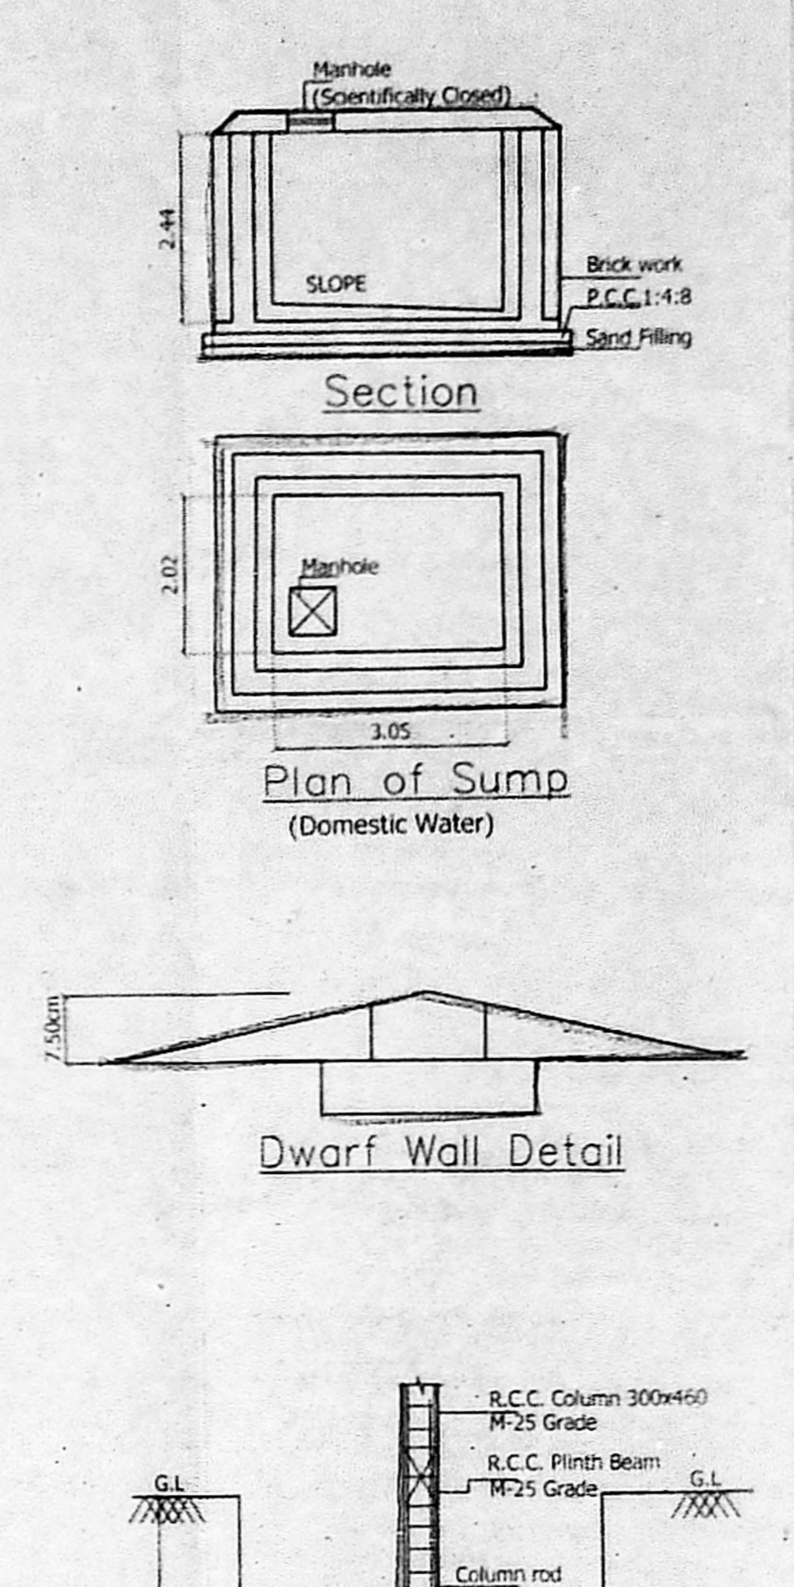 Manhole
(Scientifically Closed)
2.44
SLOPE
Brick work
P.C.C.1:4:8
Sand Filling
Section
2.02
Manhole
3.05
Plan of Sump
(Domestic Water)
7.50cm
Dwarf Wall Detail
R.C.C. Column 300x460
M-25 Grade
R.C.C. Plinth Beam
M-25 Grade
G.L
G.L
Column rod